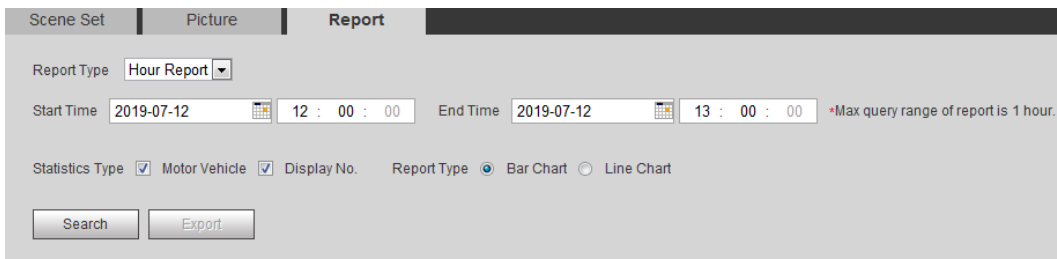 Scene Set Picture Report
Report Type Hour Report
Start Time 2019-07-12 12 : 00 : 00 End Time 2019-07-12 13 : 00 : 00 *Max query range of report is 1 hour.
Statistics Type Motor Vehicle Display No. Report Type Bar Chart Line Chart
Search Export